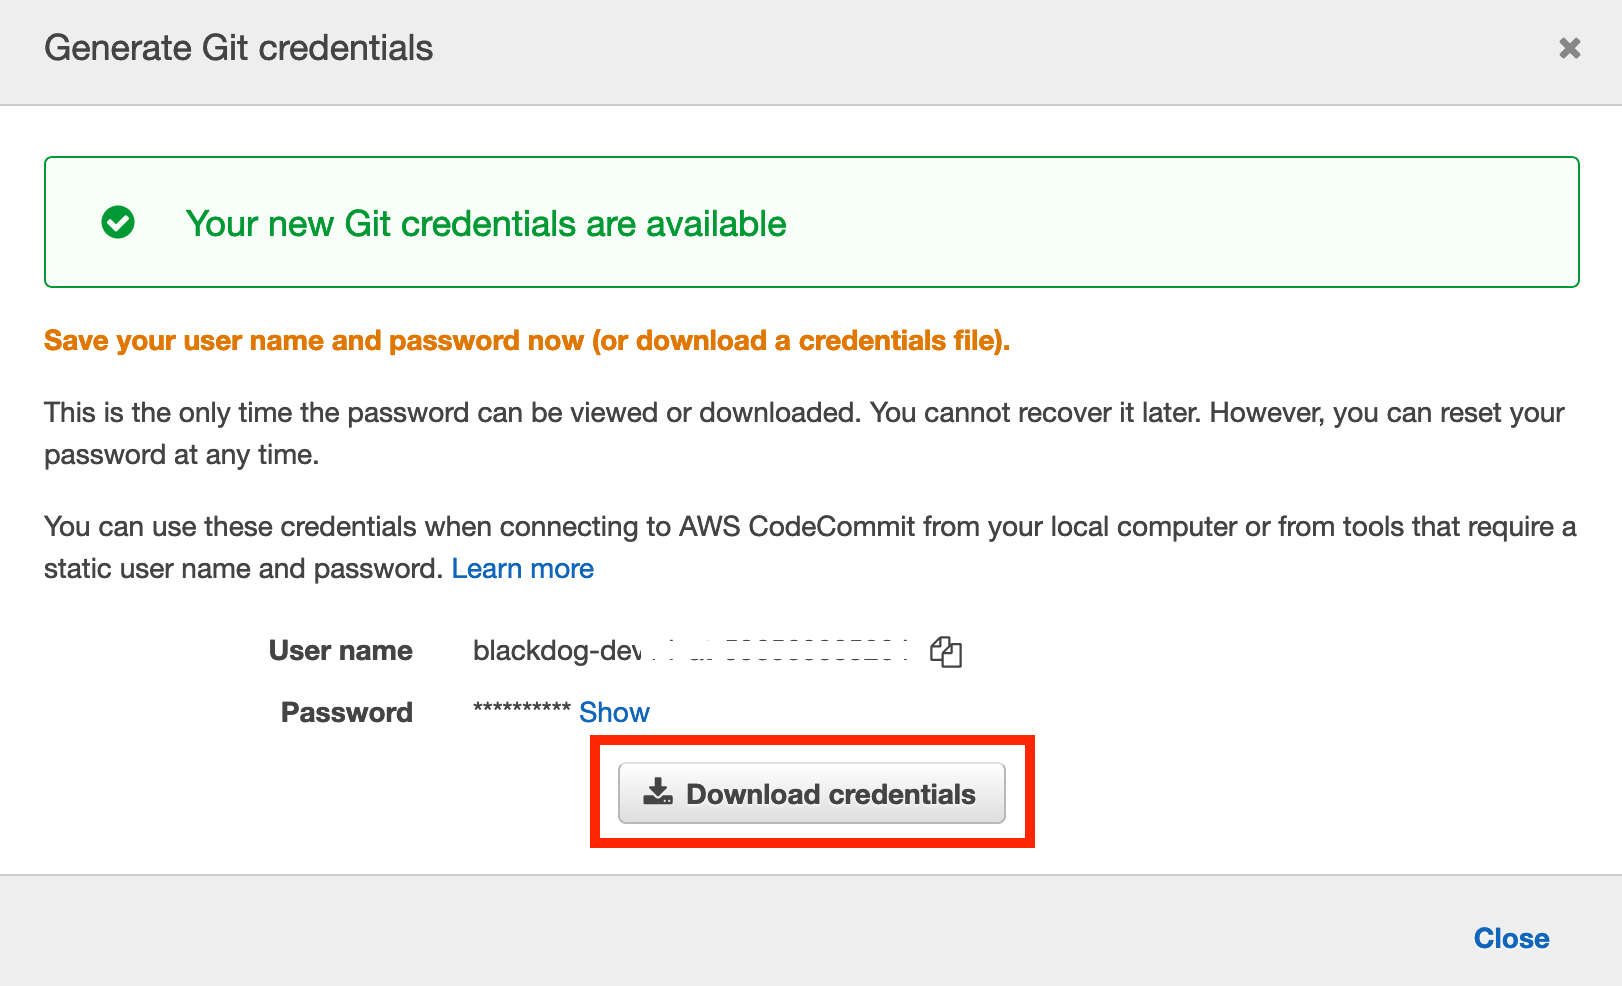 Generate Git credentials
Your new Git credentials are available
Save your user name and password now (or download a credentials file).
This is the only time the password can be viewed or downloaded. You cannot recover it later. However, you can reset your
password at any time.
You can use these credentials when connecting to AWS CodeCommit from your local computer or from tools that require a
static user name and password. Learn more
User name blackdog-dev
Password ********** Show
Download credentials
Close